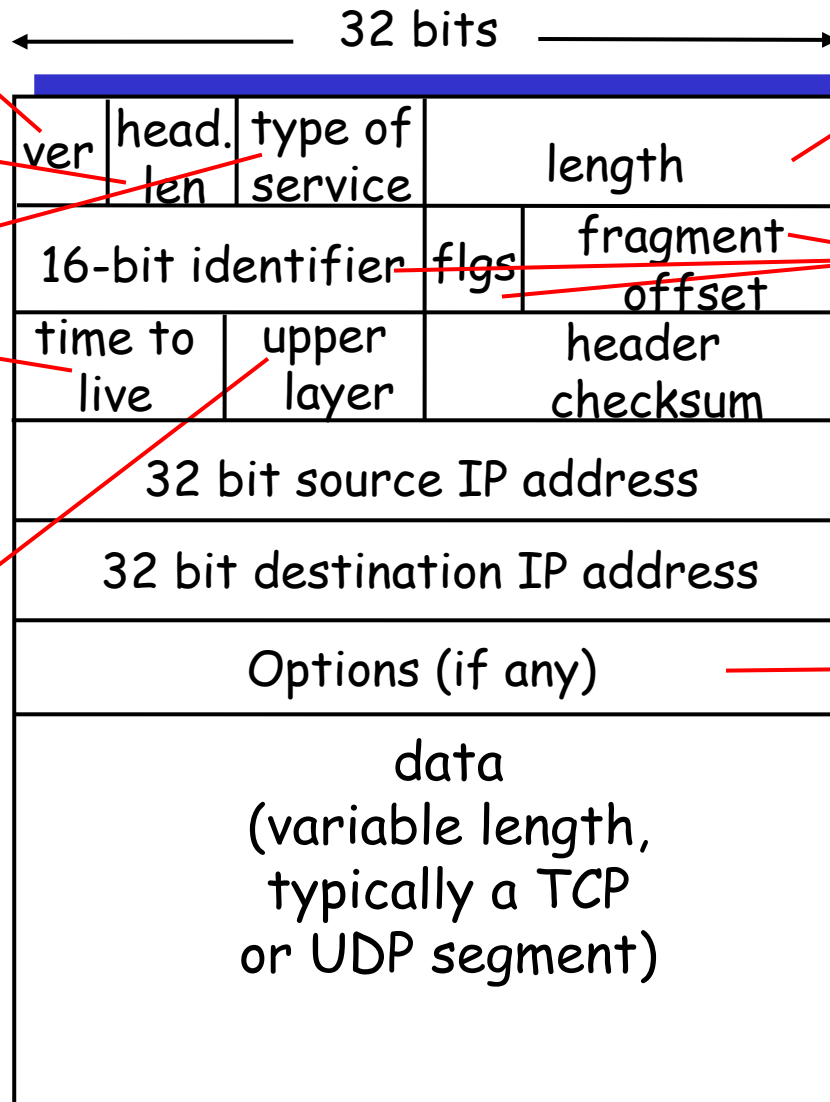 32 bits
ver
head.
len
type of
service
length
16-bit identifier
flgs
fragment
offset
time to
live
upper
layer
header
checksum
32 bit source IP address
32 bit destination IP address
Options (if any)
data
(variable length,
typically a TCP
or UDP segment)